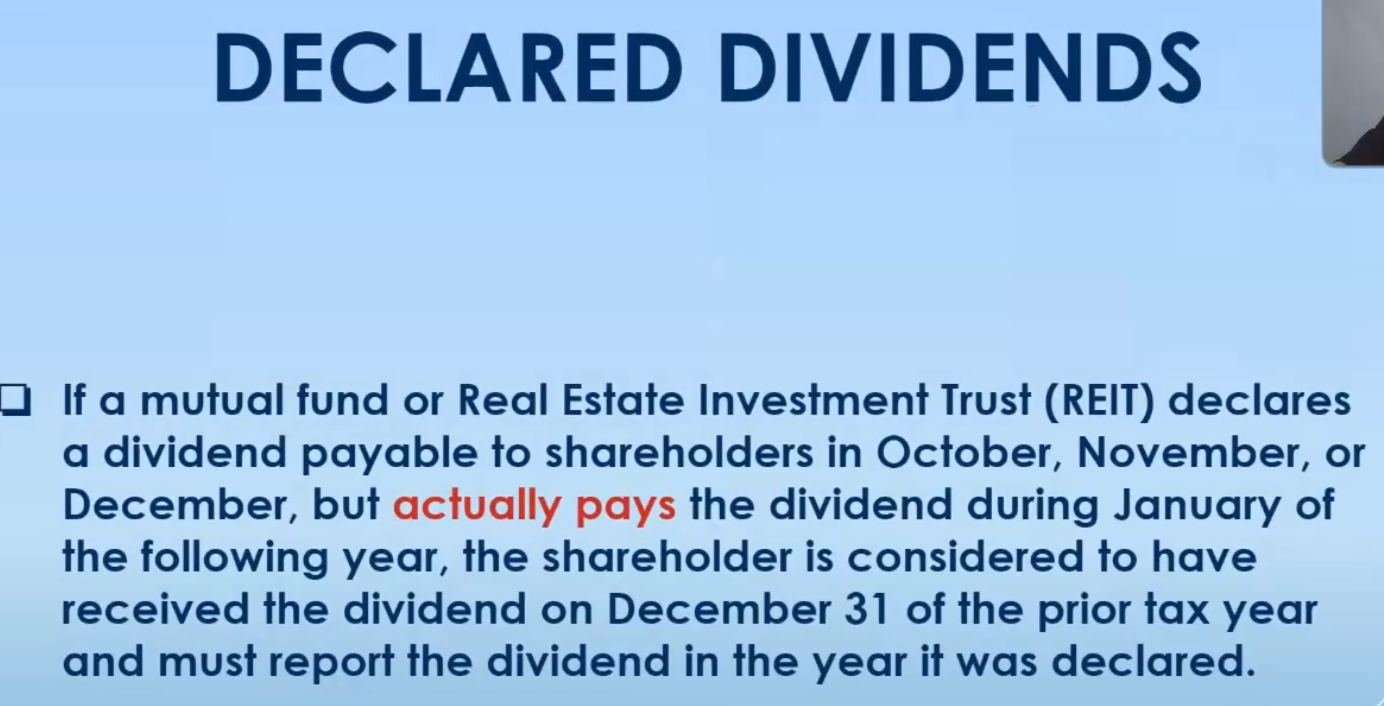 DECLARED DIVIDENDS
❑ If a mutual fund or Real Estate Investment Trust (REIT) declares
a dividend payable to shareholders in October, November, or
December, but actually pays the dividend during January of
the following year, the shareholder is considered to have
received the dividend on December 31 of the prior tax year
and must report the dividend in the year it was declared.